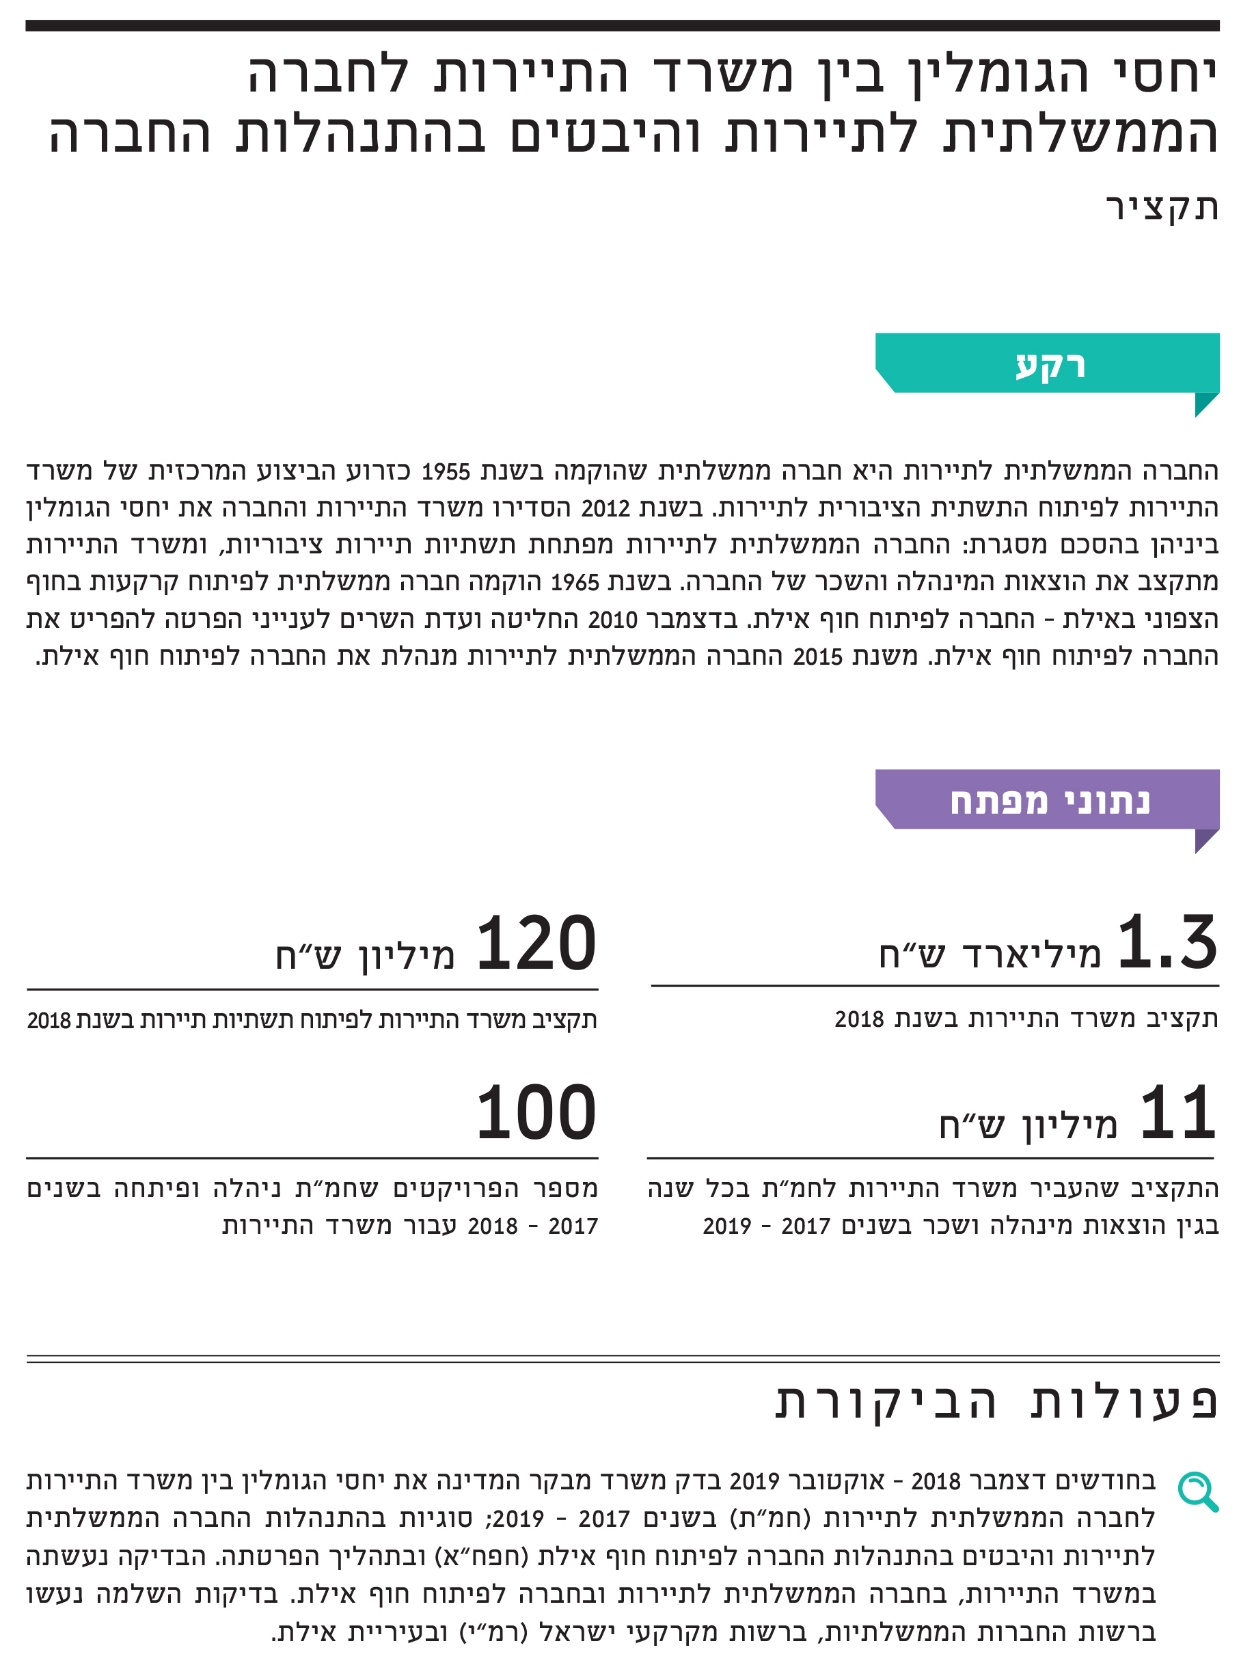 יחסי הגומלין בין משרד התיירות לחברה
הממשלתית לתיירות והיבטים בהתנהלות החברה
תקציר
רקע
החברה הממשלתית לתיירות היא חברה ממשלתית שהוקמה בשנת 1955 כזרוע הביצוע המרכזית של משרד
התיירות לפיתוח התשתית הציבורית לתיירות. בשנת 2012 הסדירו משרד התיירות והחברה את יחסי הגומלין
ביניהן בהסכם מסגרת: החברה הממשלתית לתיירות מפתחת תשתיות תיירות ציבוריות, ומשרד התיירות
מתקצב את הוצאות המינהלה והשכר של החברה. בשנת 1965 הוקמה חברה ממשלתית לפיתוח קרקעות בחוף
הצפוני באילת - החברה לפיתוח חוף אילת. בדצמבר 2010 החליטה ועדת השרים לענייני הפרטה להפריט את
החברה לפיתוח חוף אילת. משנת 2015 החברה הממשלתית לתיירות מנהלת את החברה לפיתוח חוף אילת.
נתוני מפתח
1.3 מיליארד ש"ח
תקציב משרד התיירות בשנת 2018
120 מיליון ש"ח
תקציב משרד התיירות לפיתוח תשתיות תיירות בשנת 2018
11 מיליון ש"ח
התקציב שהעביר משרד התיירות לחמ"ת בכל שנה
בגין הוצאות מינהלה ושכר בשנים 2017 - 2019
100
מספר הפרויקטים שחמ"ת ניהלה ופיתחה בשנים
2017 - 2018 עבור משרד התיירות
פעולות הביקורת
בחודשים דצמבר 2018 - אוקטובר 2019 בדק משרד מבקר המדינה את יחסי הגומלין בין משרד התיירות
לחברה הממשלתית לתיירות (חמ"ת) בשנים 2017 - 2019; סוגיות בהתנהלות החברה הממשלתית
לתיירות והיבטים בהתנהלות החברה לפיתוח חוף אילת (חפח"א) ובתהליך הפרטתה. הבדיקה נעשתה
במשרד התיירות, בחברה הממשלתית לתיירות ובחברה לפיתוח חוף אילת. בדיקות השלמה נעשו
ברשות החברות הממשלתיות, ברשות מקרקעי ישראל (רמ"י) ובעיריית אילת.